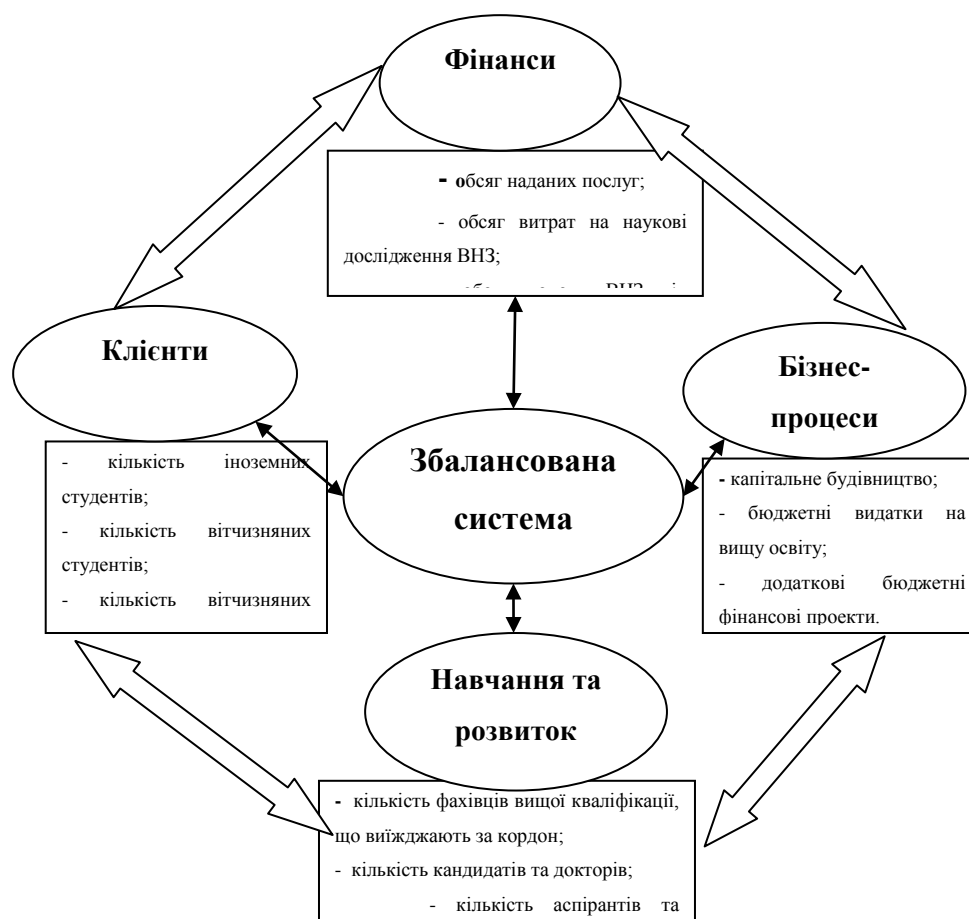 Фінанси
- обсяг наданих послуг;
- обсяг витрат на наукові
дослідження ВНЗ;
ВНЗ
Клієнти
- кількість іноземних
студентів;
- кількість вітчизняних
студентів;
- кількість вітчизняних
Збалансована
система
Бізнес-
процеси
- капітальне будівництво;
- бюджетні видатки на
вищу освіту;
- додаткові бюджетні
фінансові проекти.
Навчання та
розвиток
- кількість фахівців вищої кваліфікації,
що виїжджають за кордон;
- кількість кандидатів та докторів;
- кількість аспірантів та